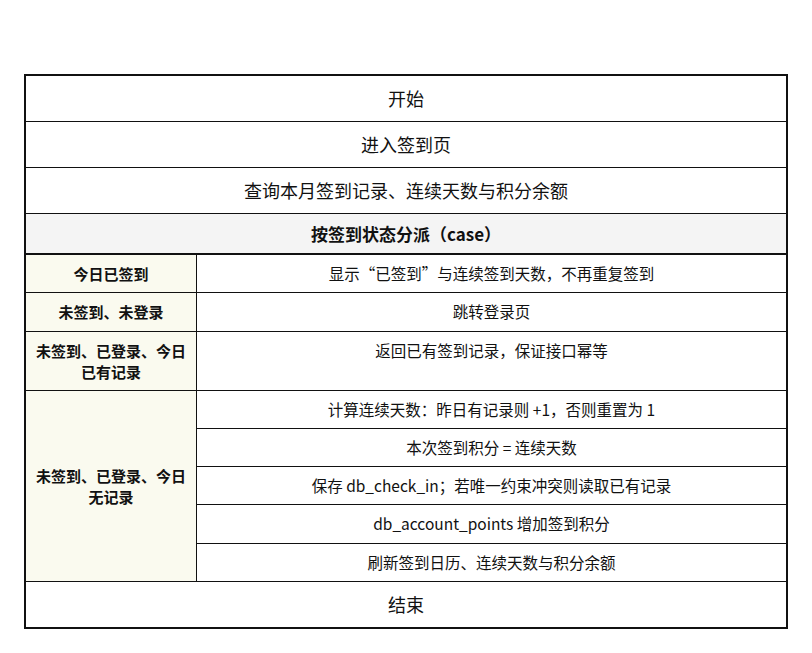 开始
进入签到页
查询本月签到记录、连续天数与积分余额
按签到状态分派（case）
今日已签到
显示“已签到”与连续签到天数，不再重复签到
未签到、未登录
跳转登录页
未签到、已登录、今日
已有记录
返回已有签到记录，保证接口幂等
未签到、已登录、今日
无记录
计算连续天数：昨日有记录则 +1，否则重置为 1
本次签到积分 = 连续天数
保存 db_check_in；若唯一约束冲突则读取已有记录
db_account_points 增加签到积分
刷新签到日历、连续天数与积分余额
结束